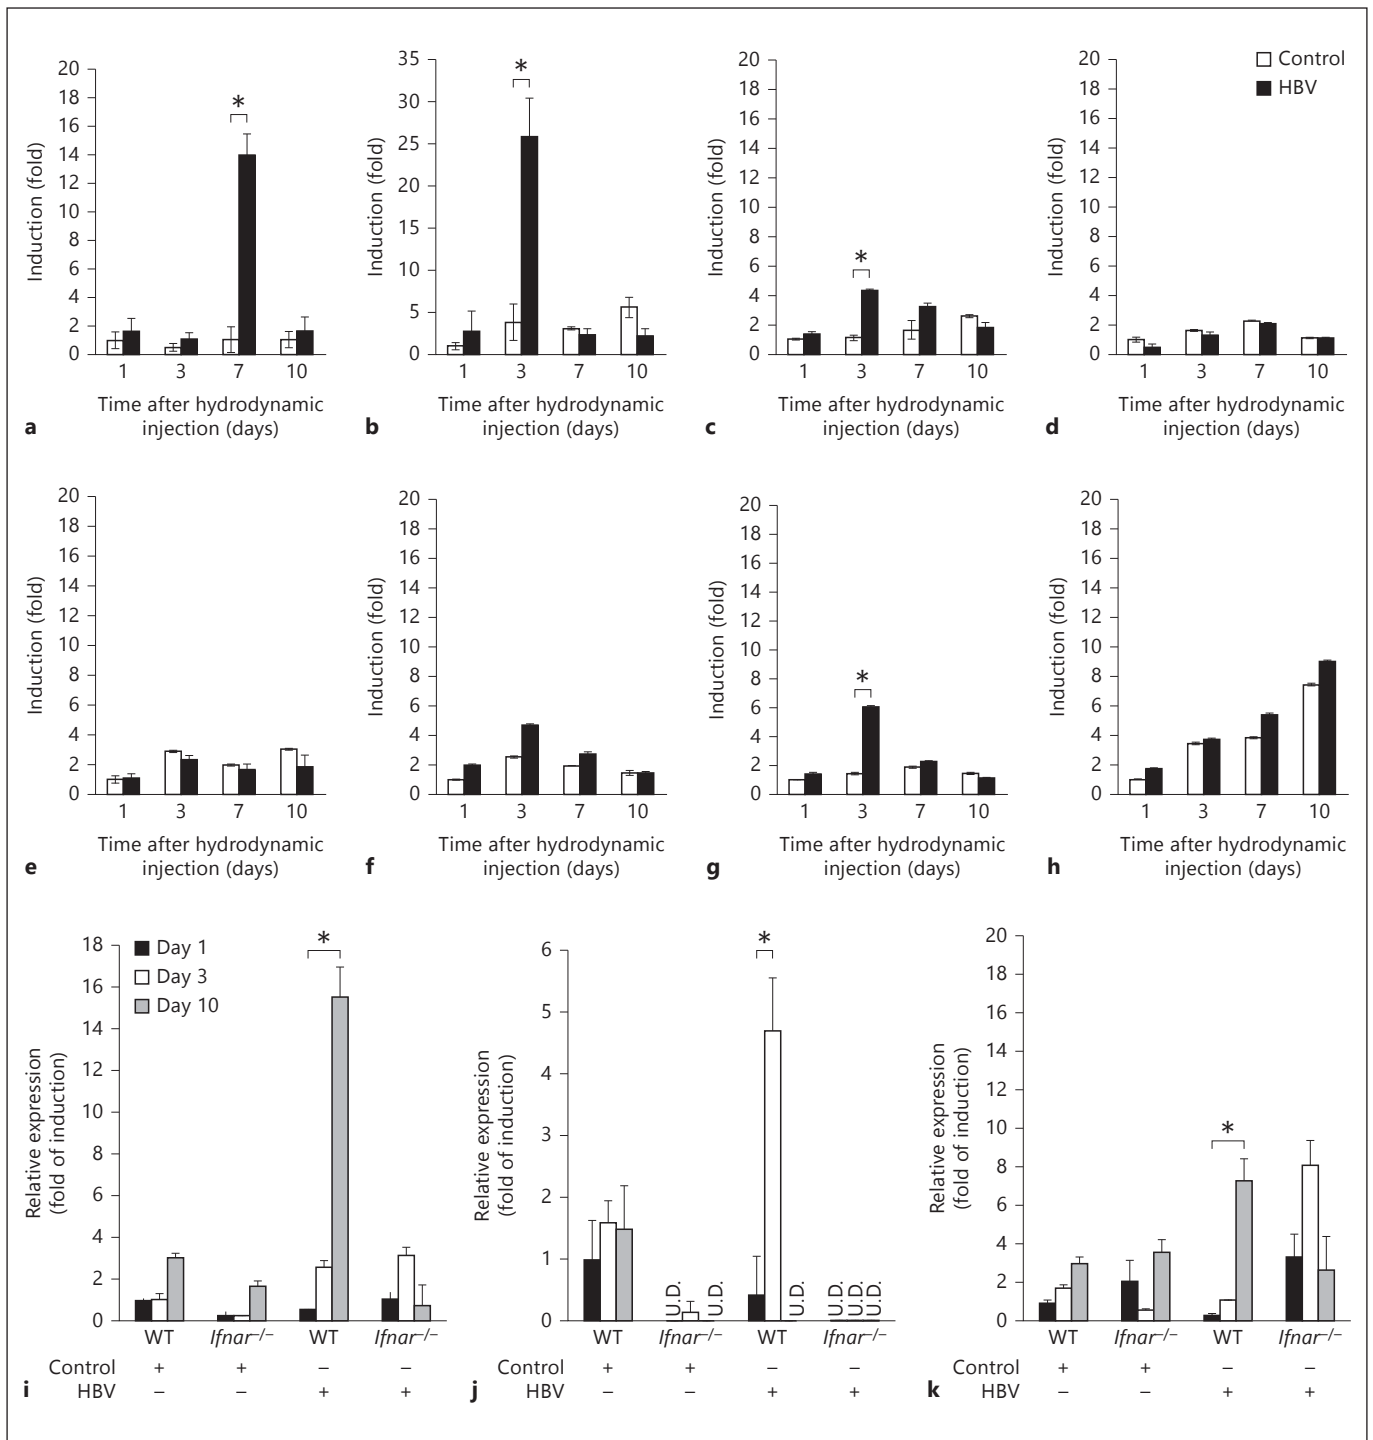 20
18
16
14
12
10
8
6
4
2
0
Induction (fold)
*
1 3 7 10
Time after hydrodynamic
injection (days)
a
35
30
25
20
15
10
5
0
Induction (fold)
*
1 3 7 10
Time after hydrodynamic
injection (days)
b
20
18
16
14
12
10
8
6
4
2
0
Induction (fold)
*
1 3 7 10
Time after hydrodynamic
injection (days)
c
20
18
16
14
12
10
8
6
4
2
0
Induction (fold)
Control
HBV
1 3 7 10
Time after hydrodynamic
injection (days)
d
20
18
16
14
12
10
8
6
4
2
0
Induction (fold)
1 3 7 10
Time after hydrodynamic
injection (days)
e
20
18
16
14
12
10
8
6
4
2
0
Induction (fold)
1 3 7 10
Time after hydrodynamic
injection (days)
f
20
18
16
14
12
10
8
6
4
2
0
Induction (fold)
*
1 3 7 10
Time after hydrodynamic
injection (days)
g
20
18
16
14
12
10
8
6
4
2
0
Induction (fold)
1 3 7 10
Time after hydrodynamic
injection (days)
h
18
16
14
12
10
8
6
4
2
0
Relative expression
(fold of induction)
Day 1
Day 3
Day 10
*
WT Ifnar–/– WT Ifnar–/–
Control + + – –
HBV – – + +
i
6
5
4
3
2
1
0
Relative expression
(fold of induction)
*
U.D. U.D. U.D. U.D. U.D. U.D.
WT Ifnar–/– WT Ifnar–/–
Control + + – –
HBV – – + +
j
20
18
16
14
12
10
8
6
4
2
0
Relative expression
(fold of induction)
*
WT Ifnar–/– WT Ifnar–/–
Control + + – –
HBV – – + +
k